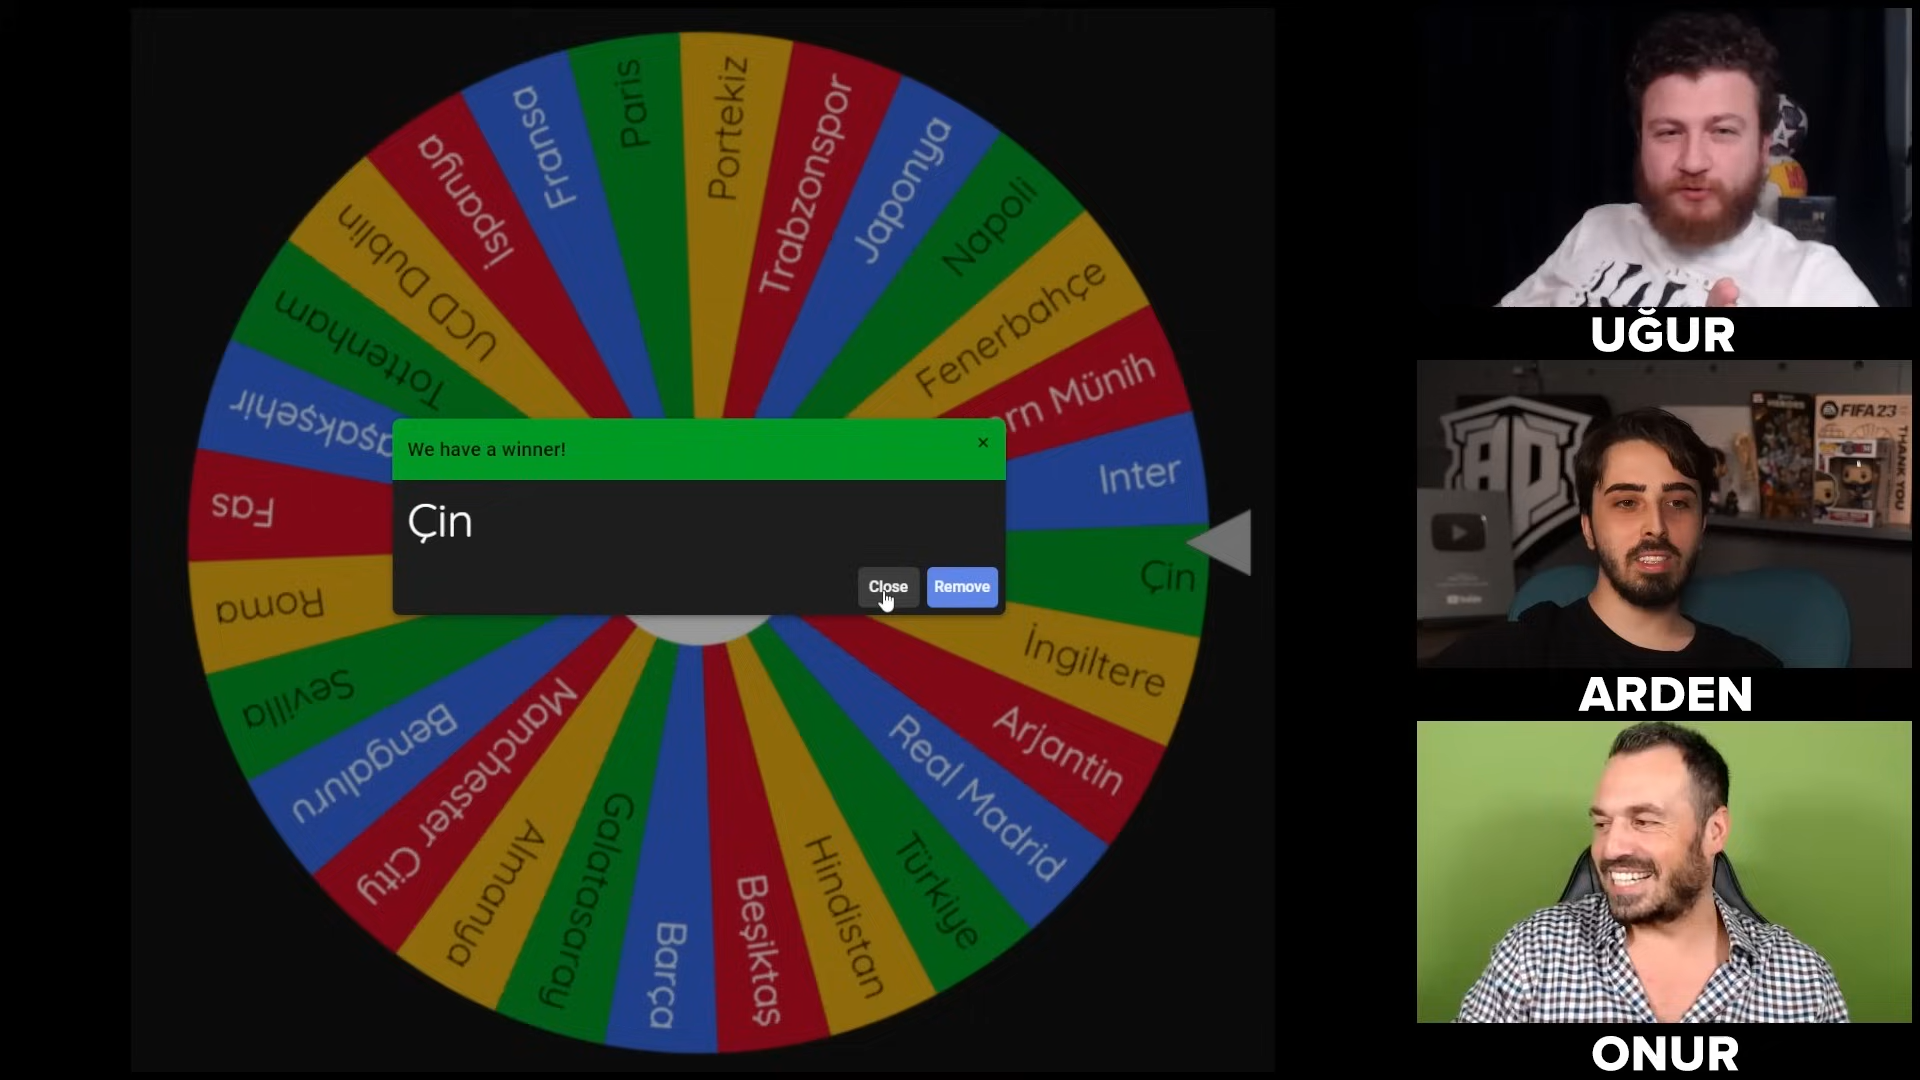 Paris
Portekiz
Trabzonspor
Japonya
Napoli
Fenerbahçe
rn Münih
Inter
Çin
İngiltere
Arjantin
Real Madrid
Türkiye
Hindistan
Beşiktaş
Barça
Galatasaray
Almanya
Manchester City
Bengaluru
Sevilla
Roma
Fas
aşakşehir
Tottenham
UCD Dublin
İspanya
Fransa
We have a winner!
×
Çin
Close
Remove
UĞUR
FIFA 23
THANK YOU
ARDEN
ONUR